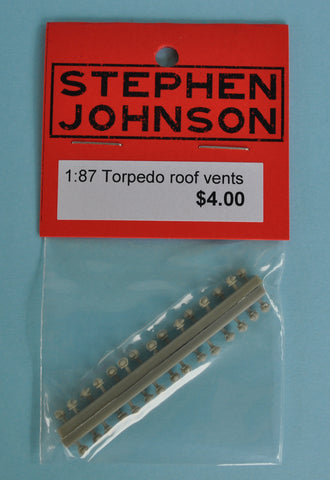 STEPHEN
JOHNSON
1:87 Torpedo roof vents
$4.00